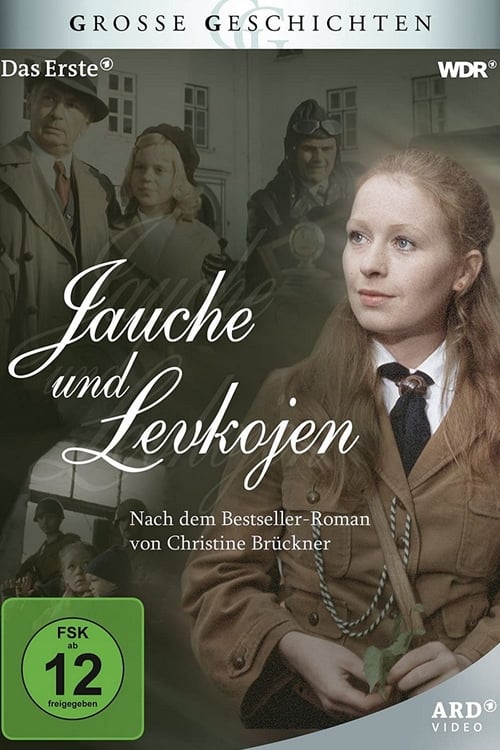 GROSSE GESCHICHTEN
GG
Das Erste
WDR
Jauche
und
Levkojen
Nach dem Bestseller-Roman
von Christine Brückner
FSK
ab
12
freigegeben
ARD
VIDEO